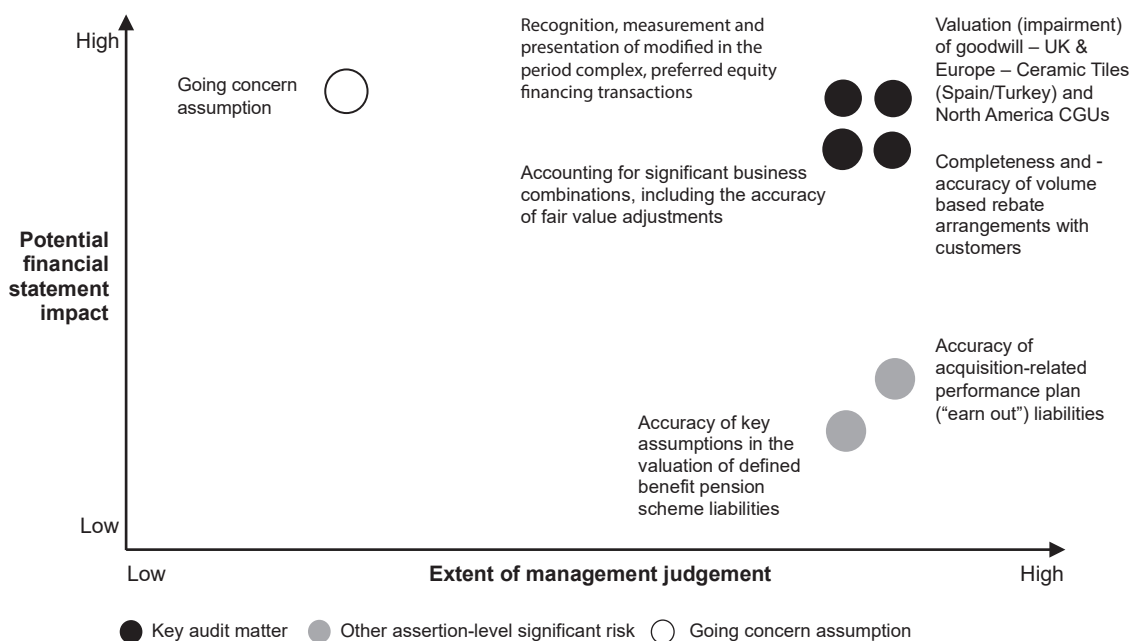 High
Going concern
assumption
Recognition, measurement and
presentation of modified in the
period complex, preferred equity
financing transactions
Valuation (impairment)
of goodwill – UK &
Europe – Ceramic Tiles
(Spain/Turkey) and
North America CGUs
Accounting for significant business
combinations, including the accuracy
of fair value adjustments
Completeness and -
accuracy of volume
based rebate
arrangements with
customers
Potential
financial
statement
impact
Accuracy of
acquisition-related
performance plan
(“earn out”) liabilities
Accuracy of key
assumptions in the
valuation of defined
benefit pension
scheme liabilities
Low
Low
Extent of management judgement
High
Key audit matter
Other assertion-level significant risk
Going concern assumption